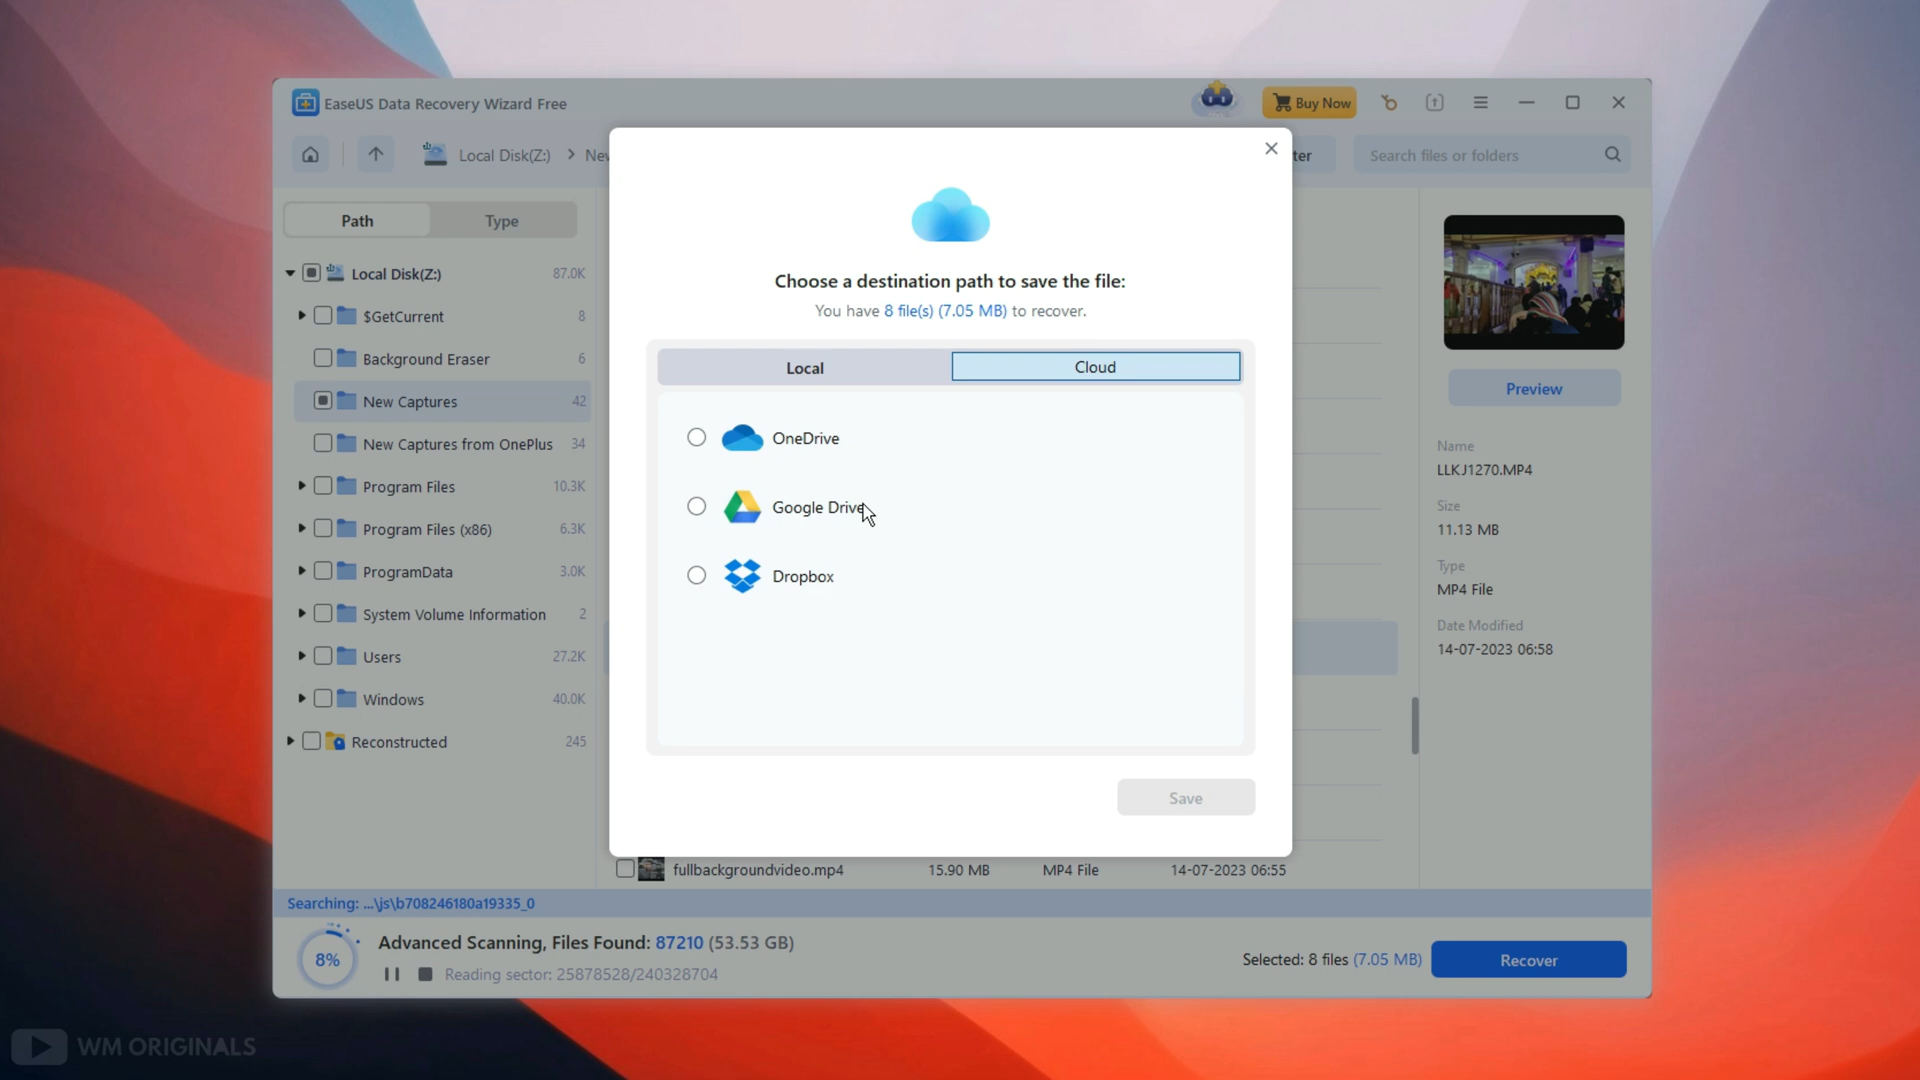 EaseUS Data Recovery Wizard Free
Buy Now
Local Disk(Z:)
Search files or folders
Path
Type
Local Disk(Z:) 87.0K
$GetCurrent 8
Background Eraser 6
New Captures 42
New Captures from OnePlus 34
Program Files 10.3K
Program Files (x86) 6.3K
ProgramData 3.0K
System Volume Information 2
Users 27.2K
Windows 40.0K
Reconstructed 245
Choose a destination path to save the file:
You have 8 file(s) (7.05 MB) to recover.
Local
Cloud
OneDrive
Google Drive
Dropbox
Save
fullbackgroundvideo.mp4 15.90 MB MP4 File 14-07-2023 06:55
Preview
Name
LLKJ1270.MP4
Size
11.13 MB
Type
MP4 File
Date Modified
14-07-2023 06:58
Searching: ...\js\b708246180a19335_0
8%
Advanced Scanning, Files Found: 87210 (53.53 GB)
Reading sector: 25878528/240328704
Selected: 8 files (7.05 MB)
Recover
WM ORIGINALS